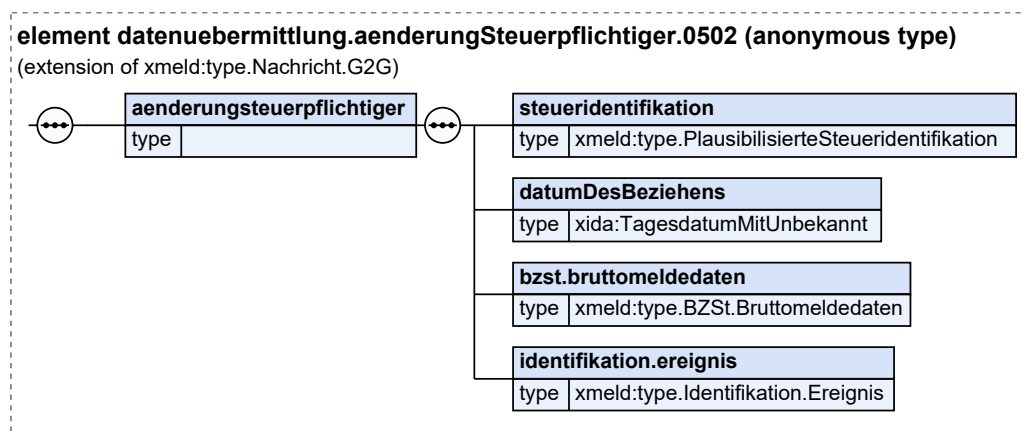 element datenuebermittlung.aenderungSteuerpflichtiger.0502 (anonymous type)
(extension of xmeld:type.Nachricht.G2G)
aenderungsteuerpflichtiger
type
steueridentifikation
type xmeld:type.PlausibilisierteSteueridentifikation
datumDesBeziehens
type xida:TagesdatumMitUnbekannt
bzst.bruttomeldedaten
type xmeld:type.BZSt.Bruttomeldedaten
identifikation.ereignis
type xmeld:type.Identifikation.Ereignis